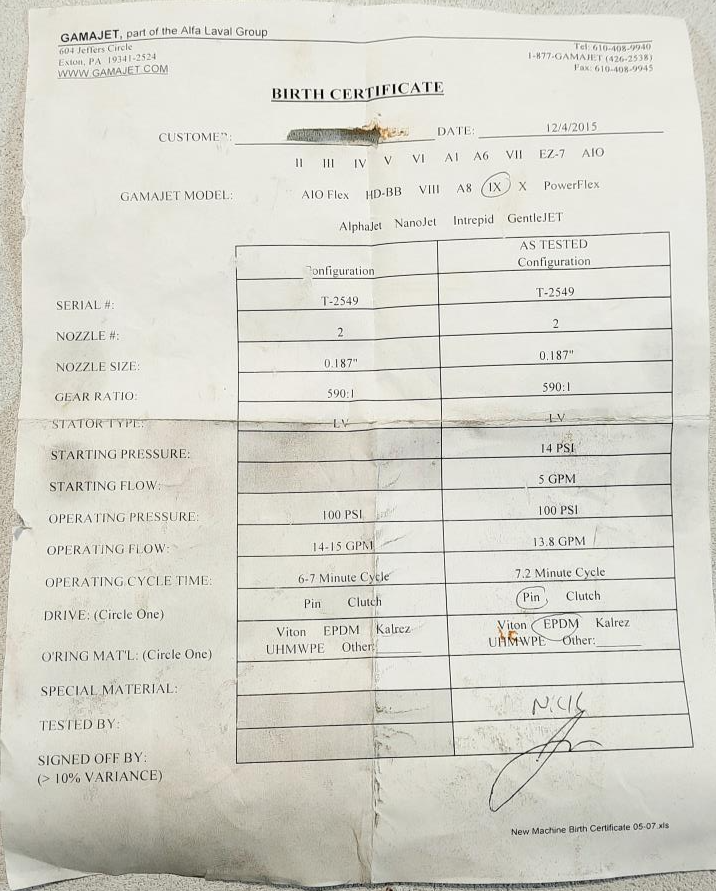 GAMAJET, part of the Alfa Laval Group
604 Jeffers Circle
Exton, PA 19341-2524
WWW.GAMAJET.COM
Tel: 610-408-9940
1-877-GAMAJET (426-2538)
Fax: 610-408-9945
BIRTH CERTIFICATE
CUSTOMER: DATE: 12/4/2015
II III IV V VI AI A6 VII EZ-7 AIO
GAMAJET MODEL: AIO Flex HD-BB VIII A8 IX X PowerFlex
AlphaJet NanoJet Intrepid GentleJET
AS TESTED
Configuration Configuration
SERIAL #: T-2549 T-2549
NOZZLE #: 2 2
NOZZLE SIZE: 0.187" 0.187"
GEAR RATIO: 590:1 590:1
STATOR TYPE: LV LV
STARTING PRESSURE: 14 PSI
STARTING FLOW: 5 GPM
OPERATING PRESSURE: 100 PSI 100 PSI
OPERATING FLOW: 14-15 GPM 13.8 GPM
OPERATING CYCLE TIME: 6-7 Minute Cycle 7.2 Minute Cycle
DRIVE: (Circle One) Pin Clutch Pin Clutch
O'RING MAT'L: (Circle One) Viton EPDM Kalrez Viton EPDM Kalrez
UHMWPE Other:______ UHMWPE Other:______
SPECIAL MATERIAL:
TESTED BY: Nick
SIGNED OFF BY:
(> 10% VARIANCE)
New Machine Birth Certificate 05-07.xls